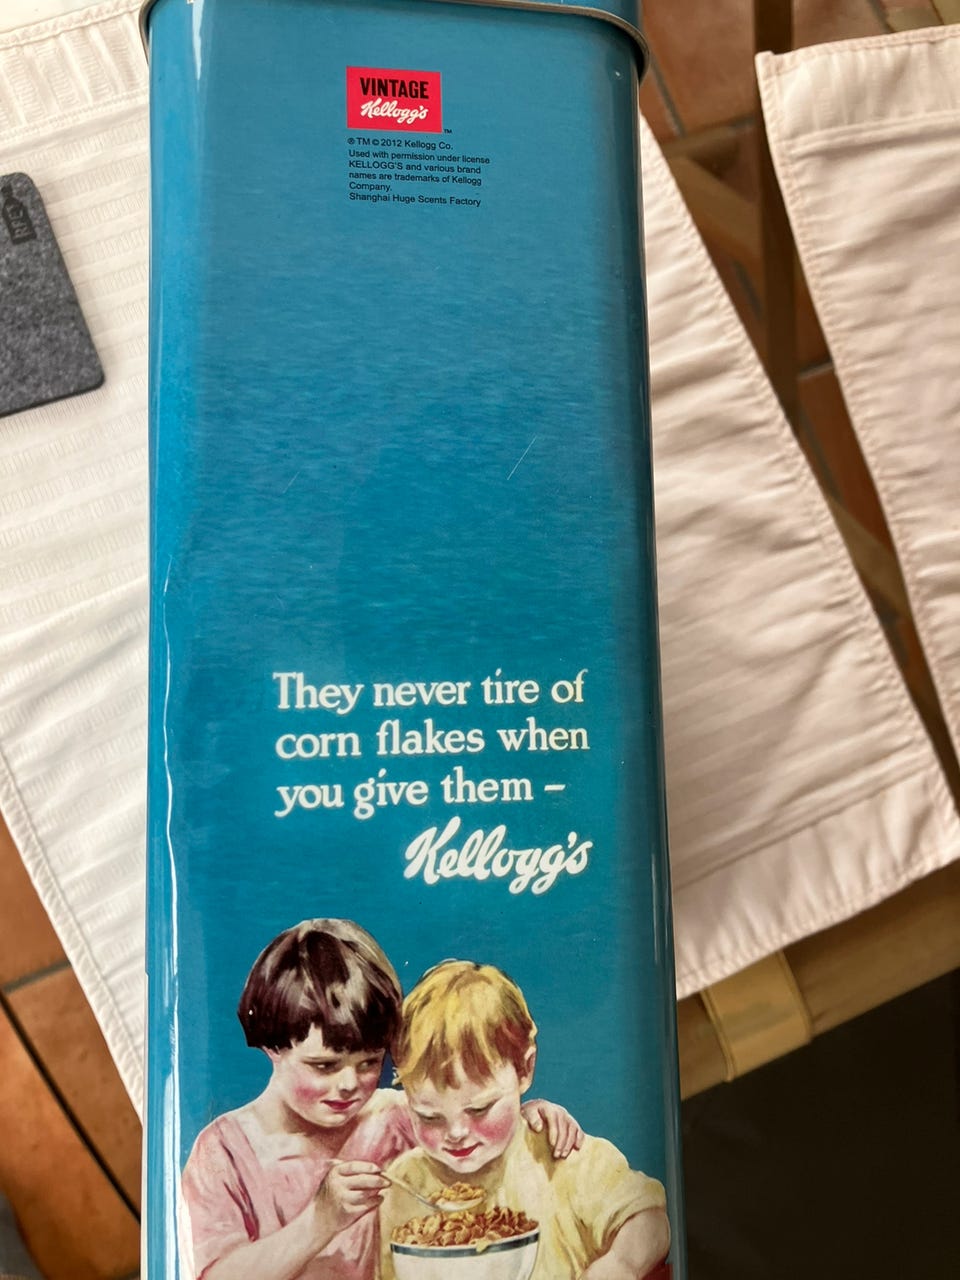 VINTAGE
Kellogg's™
® TM © 2012 Kellogg Co.
Used with permission under license
KELLOGG'S and various brand
names are trademarks of Kellogg
Company.
Shanghai Huge Scents Factory
They never tire of
corn flakes when
you give them –
Kellogg's